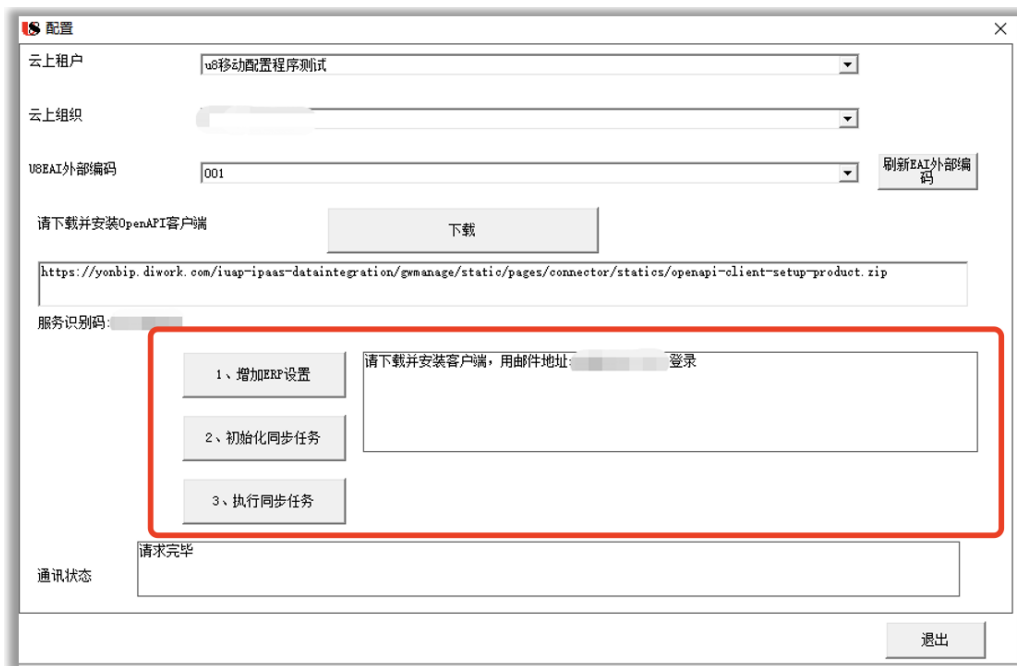 U8 配置
云上租户
u8移动配置程序测试
云上组织
U8EAI外部编码
001
刷新EAI外部编
码
请下载并安装OpenAPI客户端
下载
https://yonbip.diwork.com/iuap-ipaas-dataintegration/gwmanage/static/pages/connector/statics/openapi-client-setup-product.zip
服务识别码:
1、增加ERP设置
请下载并安装客户端，用邮件地址: 登录
2、初始化同步任务
3、执行同步任务
请求完毕
通讯状态
退出